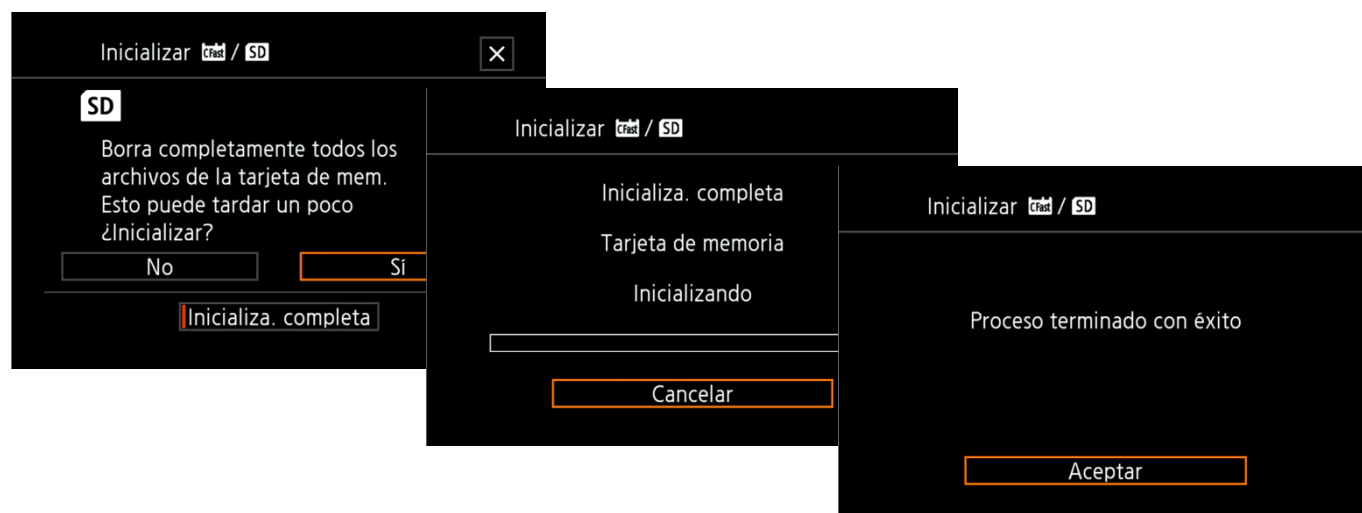 Inicializar CFast / SD
SD
Borra completamente todos los
archivos de la tarjeta de mem.
Esto puede tardar un poco
¿Inicializar?
No
Sí
Inicializa. completa
Inicializar CFast / SD
Inicializa. completa
Tarjeta de memoria
Inicializando
Cancelar
Inicializar CFast / SD
Proceso terminado con éxito
Aceptar